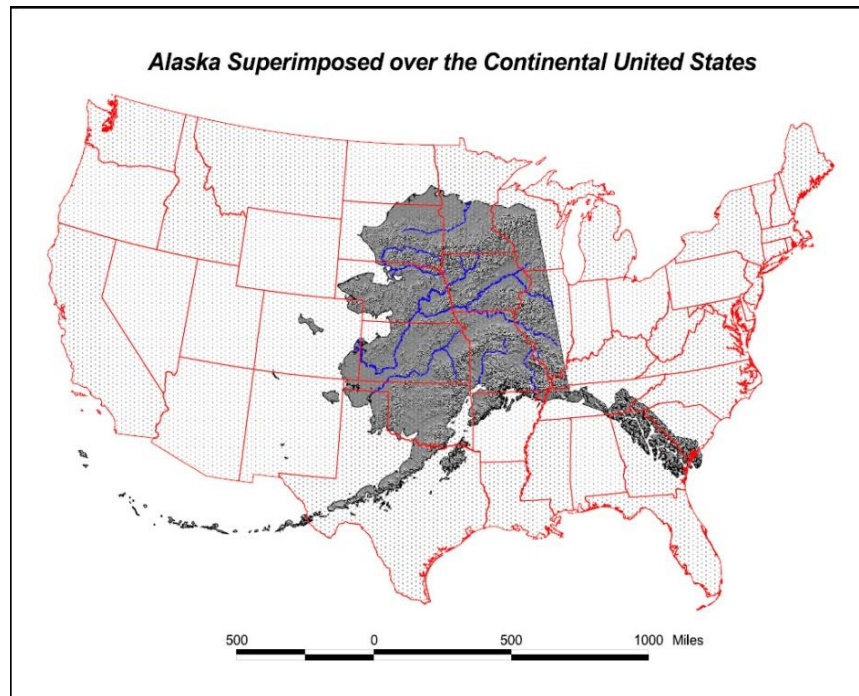 Alaska Superimposed over the Continental United States
500 0 500 1000 Miles